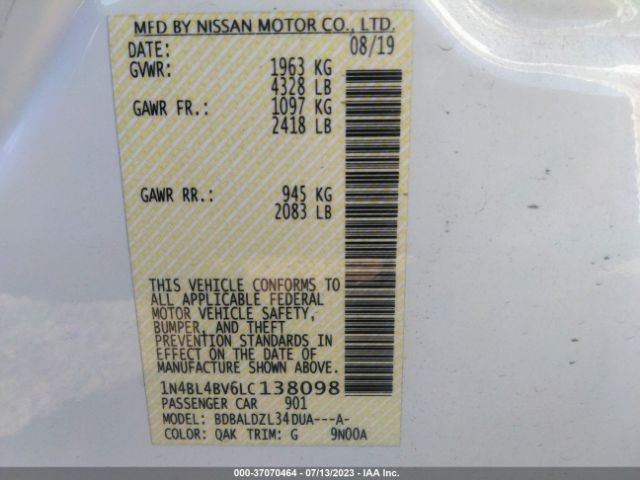 MFD BY NISSAN MOTOR CO., LTD.
DATE: 08/19
GVWR: 1963 KG
4328 LB
GAWR FR.: 1097 KG
2418 LB
GAWR RR.: 945 KG
2083 LB
THIS VEHICLE CONFORMS TO
ALL APPLICABLE FEDERAL
MOTOR VEHICLE SAFETY,
BUMPER, AND THEFT
PREVENTION STANDARDS IN
EFFECT ON THE DATE OF
MANUFACTURE SHOWN ABOVE.
1N4BL4BV6LC138098
PASSENGER CAR 901
MODEL: BDBALDZL34DUA---A-
COLOR: QAK TRIM: G 9N00A
000-37070464 - 07/13/2023 - IAA Inc.